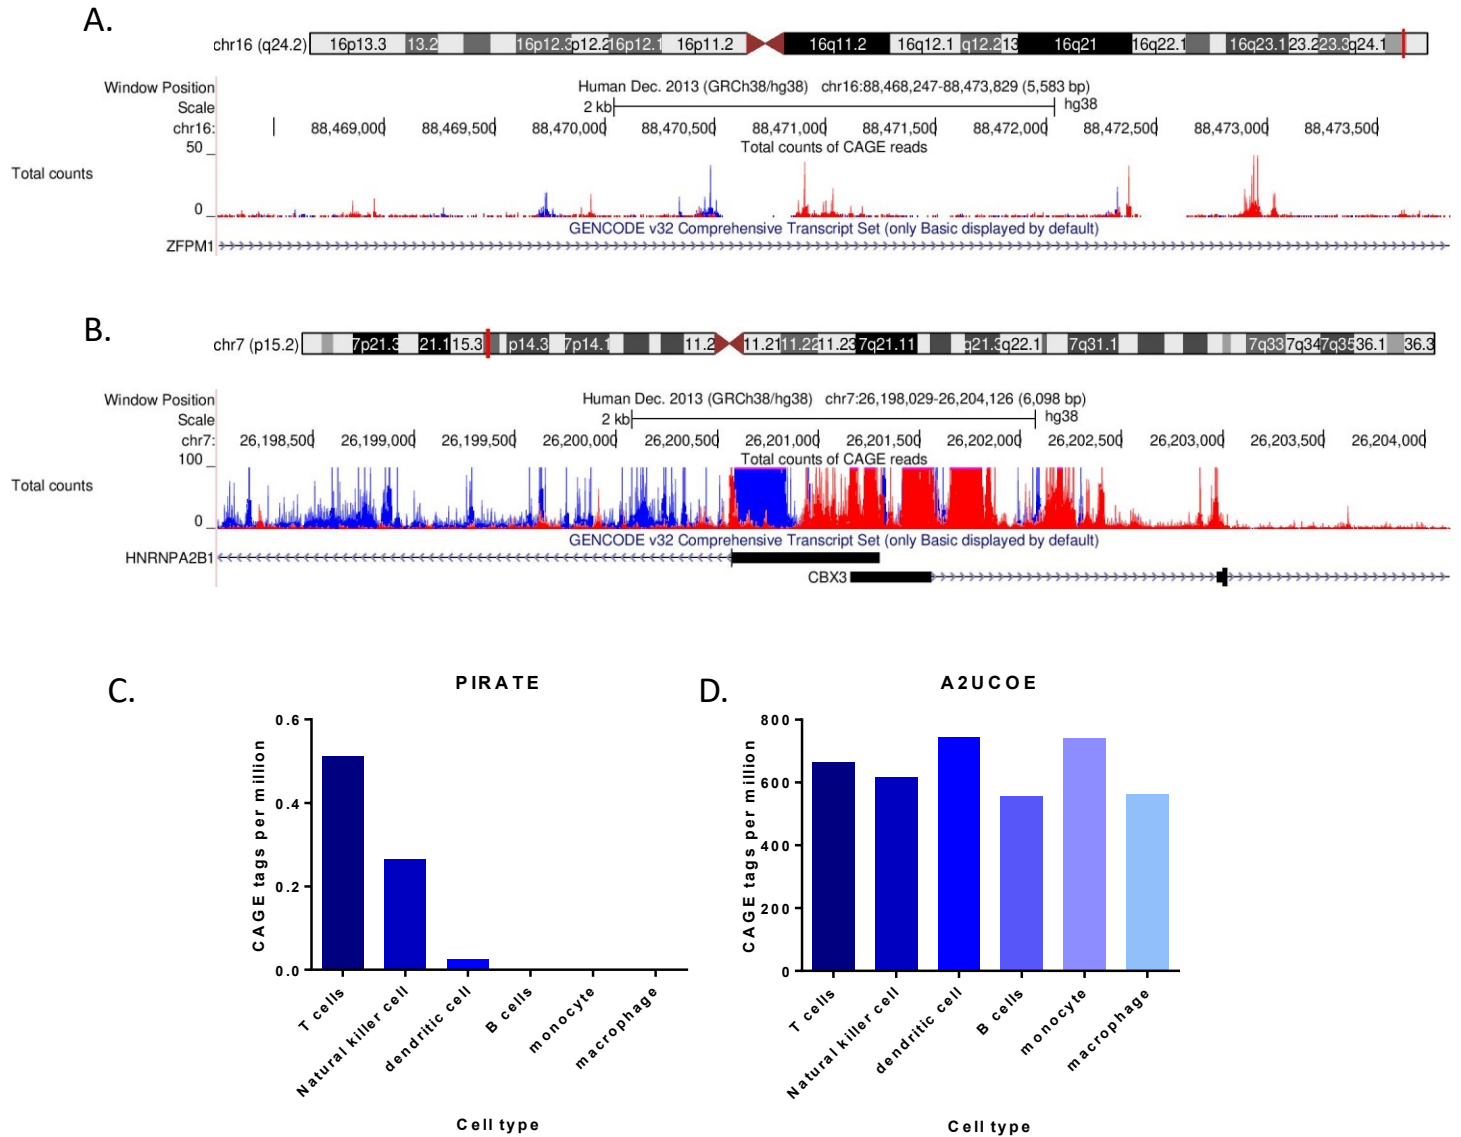 A.
chr16 (q24.2) 16p13.3 13.2 16p12.3 p12.2 16p12.1 16p11.2 16q11.2 16q12.1 q12.2 13 16q21 16q22.1 16q23.1 23.2 23.3 q24.1
Window Position Human Dec. 2013 (GRCh38/hg38) chr16:88,468,247-88,473,829 (5,583 bp)
Scale 2 kb hg38
chr16: 88,469,000 88,469,500 88,470,000 88,470,500 88,471,000 88,471,500 88,472,000 88,472,500 88,473,000 88,473,500
Total counts of CAGE reads
50
Total counts
0
GENCODE v32 Comprehensive Transcript Set (only Basic displayed by default)
ZFPM1
B.
chr7 (p15.2) 7p21.3 21.1 15.3 p14.3 7p14.1 11.2 11.21 11.22 11.23 7q21.11 q21.3 q22.1 7q31.1 7q33 7q34 7q35 36.1 36.3
Window Position Human Dec. 2013 (GRCh38/hg38) chr7:26,198,029-26,204,126 (6,098 bp)
Scale 2 kb hg38
chr7: 26,198,500 26,199,000 26,199,500 26,200,000 26,200,500 26,201,000 26,201,500 26,202,000 26,202,500 26,203,000 26,203,500 26,204,000
Total counts of CAGE reads
100
Total counts
0
GENCODE v32 Comprehensive Transcript Set (only Basic displayed by default)
HNRNPA2B1
CBX3
C.
PIRATE
CAGE tags per million
0.6
0.4
0.2
0.0
T cells
Natural killer cell
dendritic cell
B cells
monocyte
macrophage
Cell type
D.
A2UCOE
CAGE tags per million
800
600
400
200
0
T cells
Natural killer cell
dendritic cell
B cells
monocyte
macrophage
Cell type